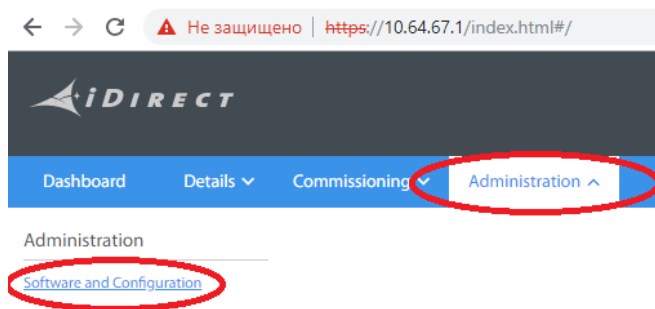 Не защищено | https://10.64.67.1/index.html#/
iDIRECT
Dashboard Details Commissioning Administration
Administration
Software and Configuration